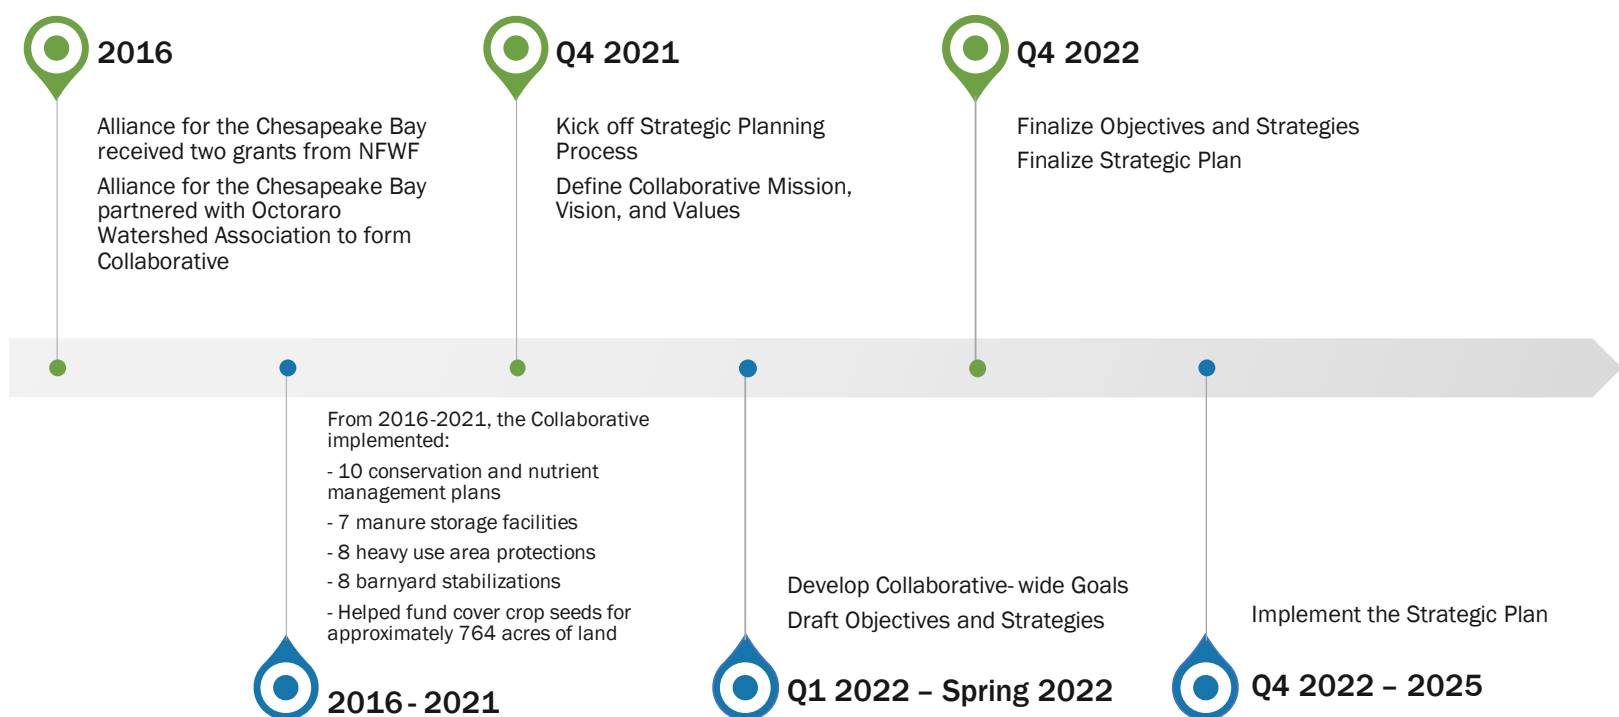 2016
Alliance for the Chesapeake Bay
received two grants from NFWF
Alliance for the Chesapeake Bay
partnered with Octoraro
Watershed Association to form
Collaborative
Q4 2021
Kick off Strategic Planning
Process
Define Collaborative Mission,
Vision, and Values
Q4 2022
Finalize Objectives and Strategies
Finalize Strategic Plan
From 2016-2021, the Collaborative
implemented:
- 10 conservation and nutrient
management plans
- 7 manure storage facilities
- 8 heavy use area protections
- 8 barnyard stabilizations
- Helped fund cover crop seeds for
approximately 764 acres of land
2016 - 2021
Develop Collaborative- wide Goals
Draft Objectives and Strategies
Q1 2022 – Spring 2022
Implement the Strategic Plan
Q4 2022 – 2025